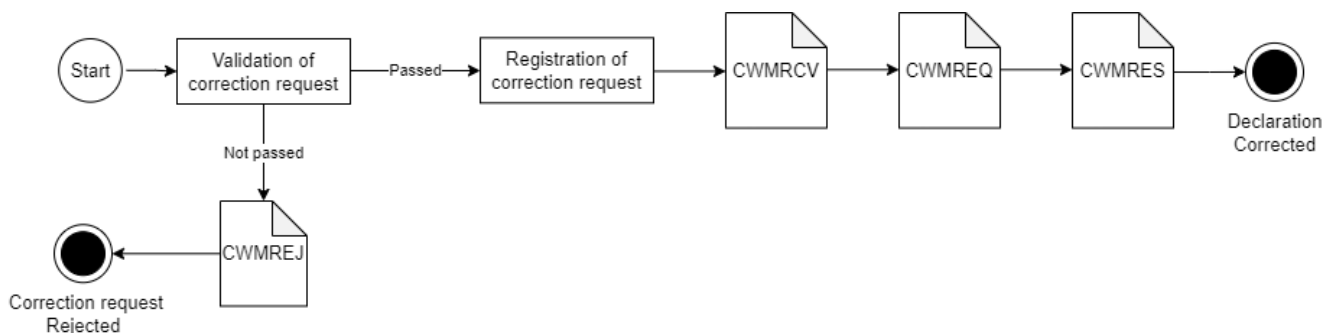 Start
Validation of
correction request
Passed
Registration of
correction request
CWMRCV
CWMREQ
CWMRES
Declaration
Corrected
Not passed
CWMREJ
Correction request
Rejected